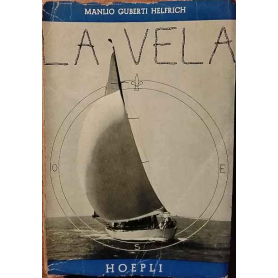 MANLIO GUBERTI HELFRICH
LA VELA
O
E
S
HOEPLI